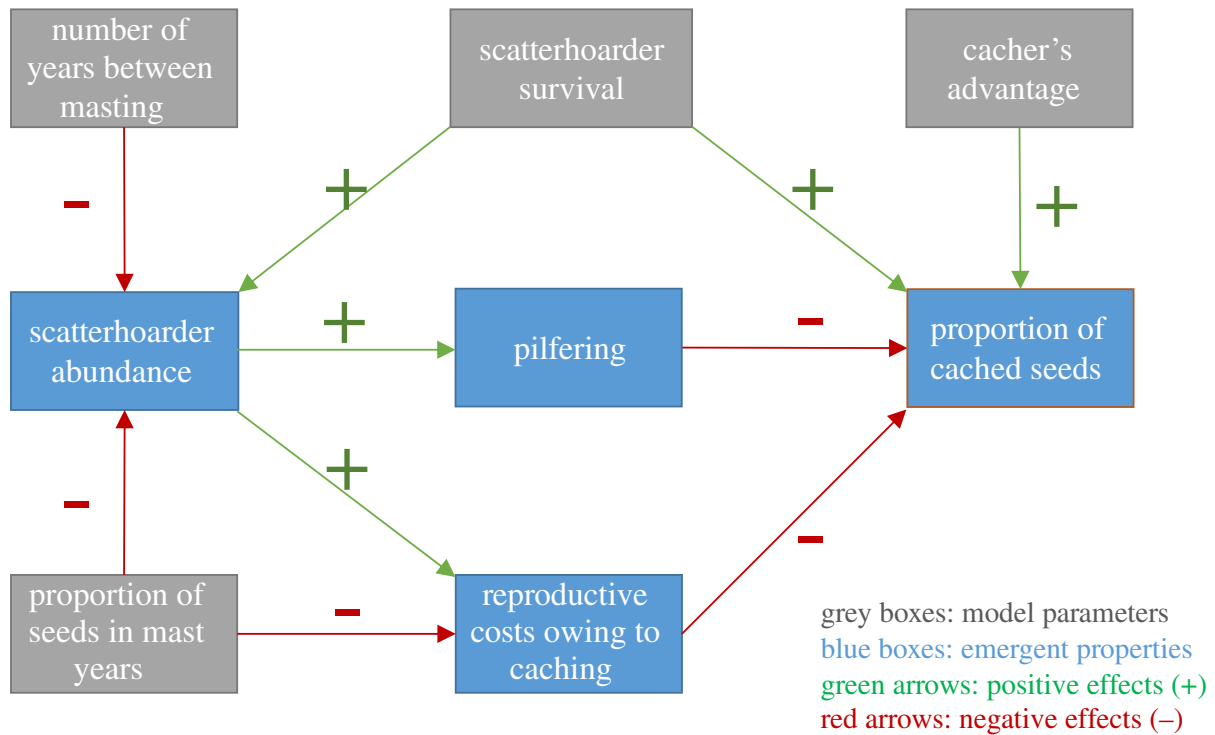 number of
years between
masting
scatterhoarder
survival
cacher’s
advantage
-
+
+
+
scatterhoarder
abundance
+
pilfering
-
proportion of
cached seeds
-
+
-
proportion of
seeds in mast
years
-
reproductive
costs owing to
caching
grey boxes: model parameters
blue boxes: emergent properties
green arrows: positive effects (+)
red arrows: negative effects (–)